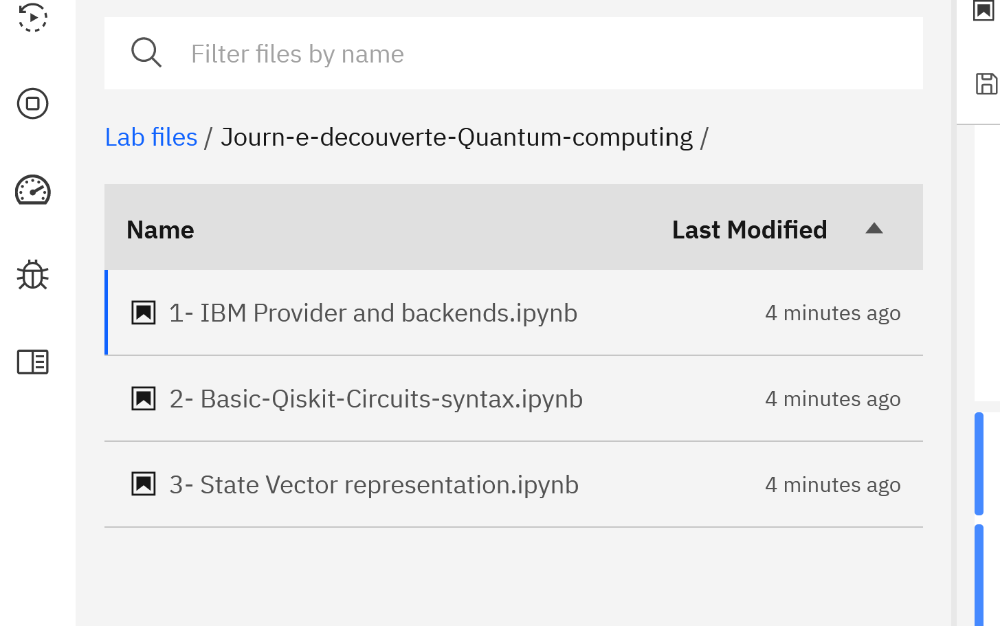 Filter files by name
Lab files / Journ-e-decouverte-Quantum-computing /
Name Last Modified
1- IBM Provider and backends.ipynb 4 minutes ago
2- Basic-Qiskit-Circuits-syntax.ipynb 4 minutes ago
3- State Vector representation.ipynb 4 minutes ago